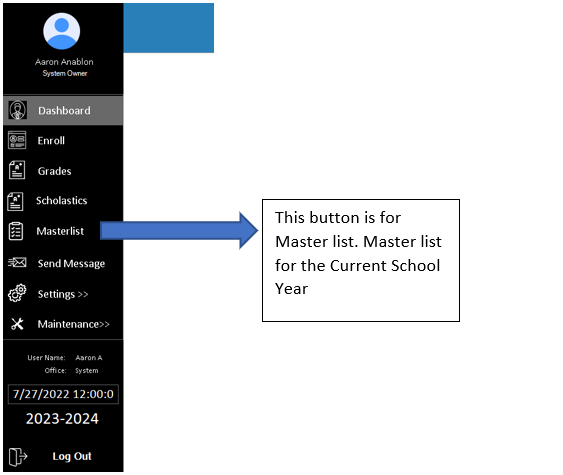 Aaron Anablon
System Owner
Dashboard
Enroll
Grades
Scholastics
Masterlist
Send Message
Settings >>
Maintenance>>
User Name: Aaron A
Office: System
7/27/2022 12:00:0
2023-2024
Log Out
This button is for
Master list. Master list
for the Current School
Year